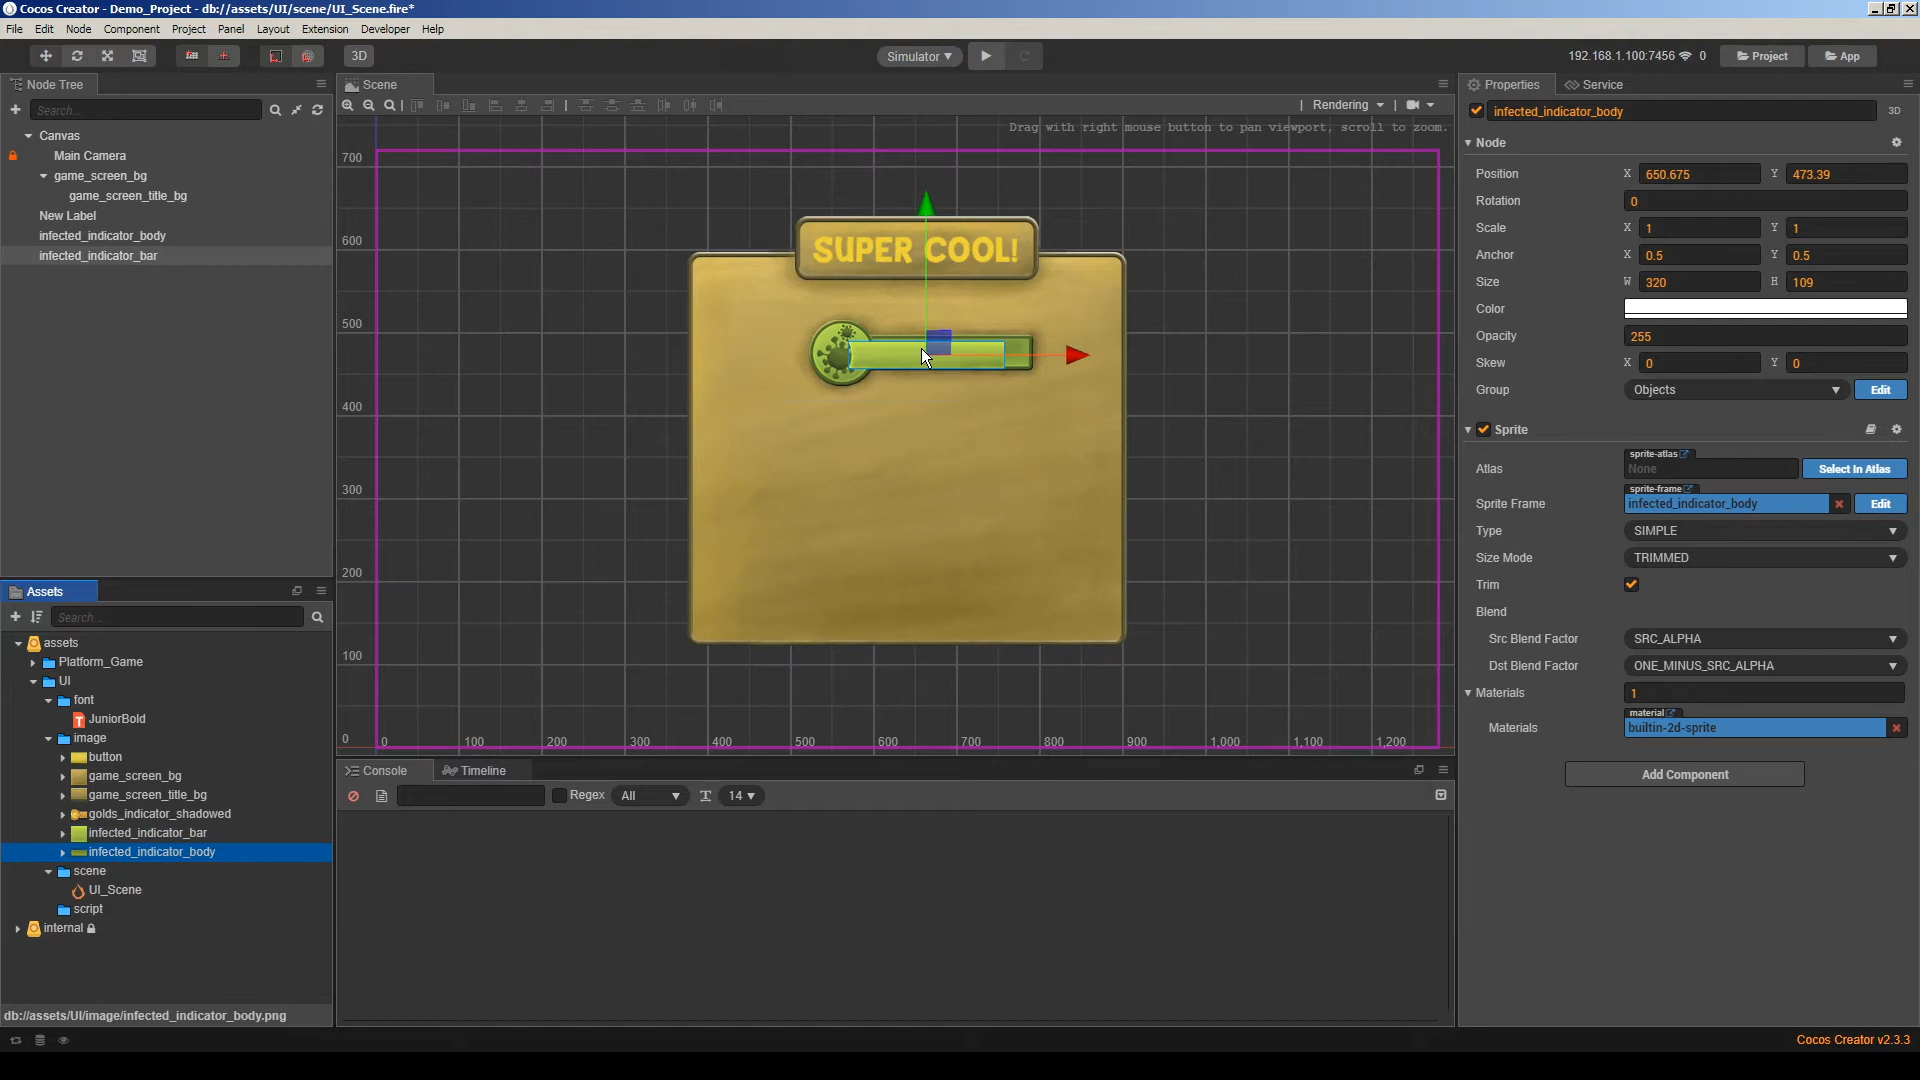 Cocos Creator - Demo_Project - db://assets/UI/scene/UI_Scene.fire*
File Edit Node Component Project Panel Layout Extension Developer Help
3D
Simulator
192.168.1.100:7456 0
Project
App
Node Tree
Search...
Canvas
Main Camera
game_screen_bg
game_screen_title_bg
New Label
infected_indicator_body
infected_indicator_bar
Scene
Rendering
Drag with right mouse button to pan viewport, scroll to zoom.
700
600
500
400
300
200
100
0
0 100 200 300 400 500 600 700 800 900 1,000 1,100 1,200
SUPER COOL!
Assets
Search...
assets
Platform_Game
UI
font
JuniorBold
image
button
game_screen_bg
game_screen_title_bg
golds_indicator_shadowed
infected_indicator_bar
infected_indicator_body
scene
UI_Scene
script
internal
db://assets/UI/image/infected_indicator_body.png
Console
Timeline
Regex
All
14
Properties
Service
infected_indicator_body
3D
Node
Position X 650.675 Y 473.39
Rotation 0
Scale X 1 Y 1
Anchor X 0.5 Y 0.5
Size W 320 H 109
Color
Opacity 255
Skew X 0 Y 0
Group Objects Edit
Sprite
sprite-atlas
Atlas None Select In Atlas
sprite-frame
Sprite Frame infected_indicator_body Edit
Type SIMPLE
Size Mode TRIMMED
Trim
Blend
Src Blend Factor SRC_ALPHA
Dst Blend Factor ONE_MINUS_SRC_ALPHA
Materials 1
material
Materials builtin-2d-sprite
Add Component
Cocos Creator v2.3.3